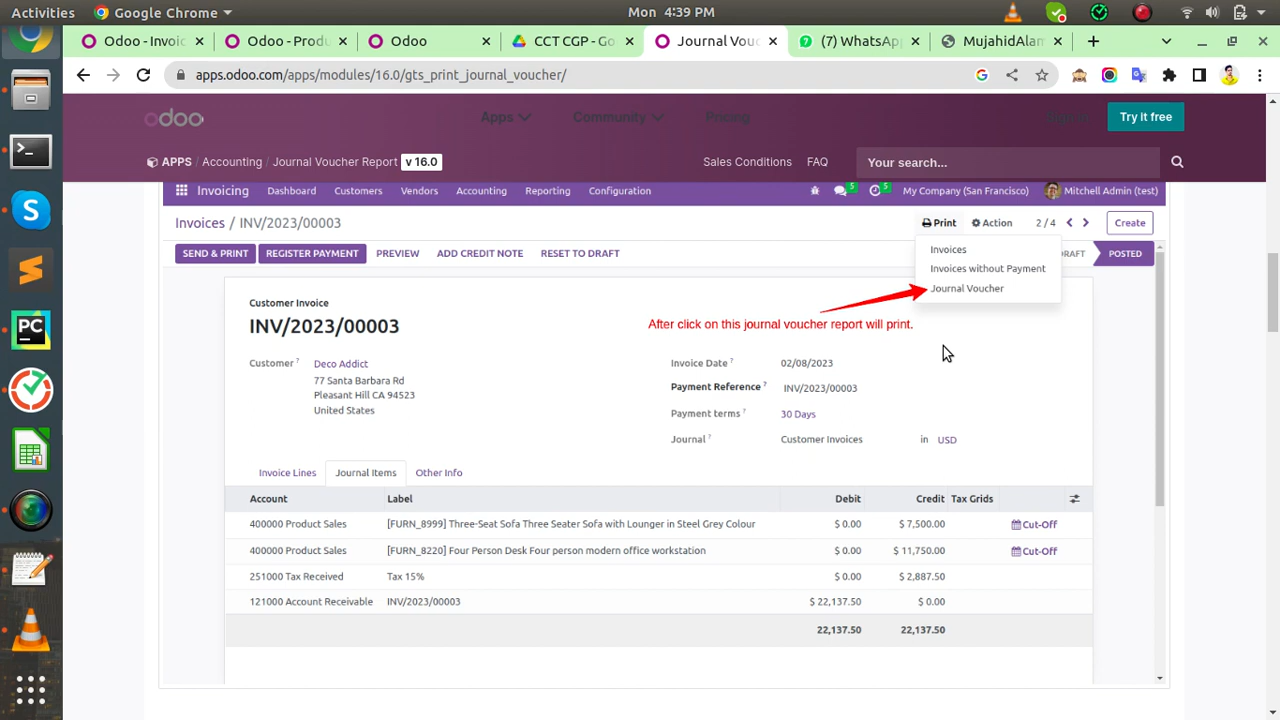 Activities Google Chrome Mon 4:39 PM
Odoo - Invoic Odoo - Produ Odoo CCT CGP - Go Journal Vouc (7) WhatsApp MujahidAlam
apps.odoo.com/apps/modules/16.0/gts_print_journal_voucher/
odoo Apps Community Pricing Try it free
APPS / Accounting / Journal Voucher Report v 16.0 Sales Conditions FAQ Your search...
Invoicing Dashboard Customers Vendors Accounting Reporting Configuration 5 5 My Company (San Francisco) Mitchell Admin (test)
Invoices / INV/2023/00003 Print Action 2 / 4 Create
SEND & PRINT REGISTER PAYMENT PREVIEW ADD CREDIT NOTE RESET TO DRAFT RAFT POSTED
Invoices
Invoices without Payment
Journal Voucher
Customer Invoice
INV/2023/00003
After click on this journal voucher report will print.
Customer ? Deco Addict
77 Santa Barbara Rd
Pleasant Hill CA 94523
United States
Invoice Date ? 02/08/2023
Payment Reference ? INV/2023/00003
Payment terms ? 30 Days
Journal ? Customer Invoices in USD
Invoice Lines Journal Items Other Info
Account Label Debit Credit Tax Grids
400000 Product Sales [FURN_8999] Three-Seat Sofa Three Seater Sofa with Lounger in Steel Grey Colour $ 0.00 $ 7,500.00 Cut-Off
400000 Product Sales [FURN_8220] Four Person Desk Four person modern office workstation $ 0.00 $ 11,750.00 Cut-Off
251000 Tax Received Tax 15% $ 0.00 $ 2,887.50
121000 Account Receivable INV/2023/00003 $ 22,137.50 $ 0.00
22,137.50 22,137.50